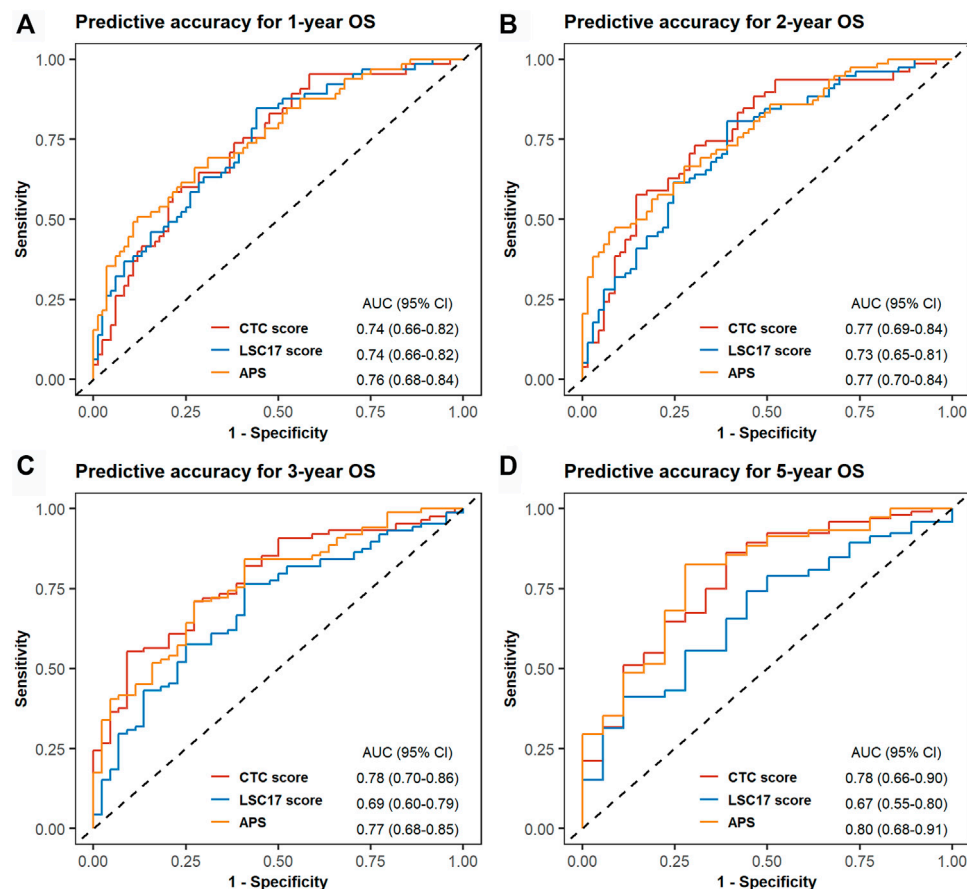 A Predictive accuracy for 1-year OS
1.00
0.75
0.50
0.25
0.00
Sensitivity
AUC (95% CI)
CTC score 0.74 (0.66-0.82)
LSC17 score 0.74 (0.66-0.82)
APS 0.76 (0.68-0.84)
0.00 0.25 0.50 0.75 1.00
1 - Specificity
B Predictive accuracy for 2-year OS
1.00
0.75
0.50
0.25
0.00
Sensitivity
AUC (95% CI)
CTC score 0.77 (0.69-0.84)
LSC17 score 0.73 (0.65-0.81)
APS 0.77 (0.70-0.84)
0.00 0.25 0.50 0.75 1.00
1 - Specificity
C Predictive accuracy for 3-year OS
1.00
0.75
0.50
0.25
0.00
Sensitivity
AUC (95% CI)
CTC score 0.78 (0.70-0.86)
LSC17 score 0.69 (0.60-0.79)
APS 0.77 (0.68-0.85)
0.00 0.25 0.50 0.75 1.00
1 - Specificity
D Predictive accuracy for 5-year OS
1.00
0.75
0.50
0.25
0.00
Sensitivity
AUC (95% CI)
CTC score 0.78 (0.66-0.90)
LSC17 score 0.67 (0.55-0.80)
APS 0.80 (0.68-0.91)
0.00 0.25 0.50 0.75 1.00
1 - Specificity